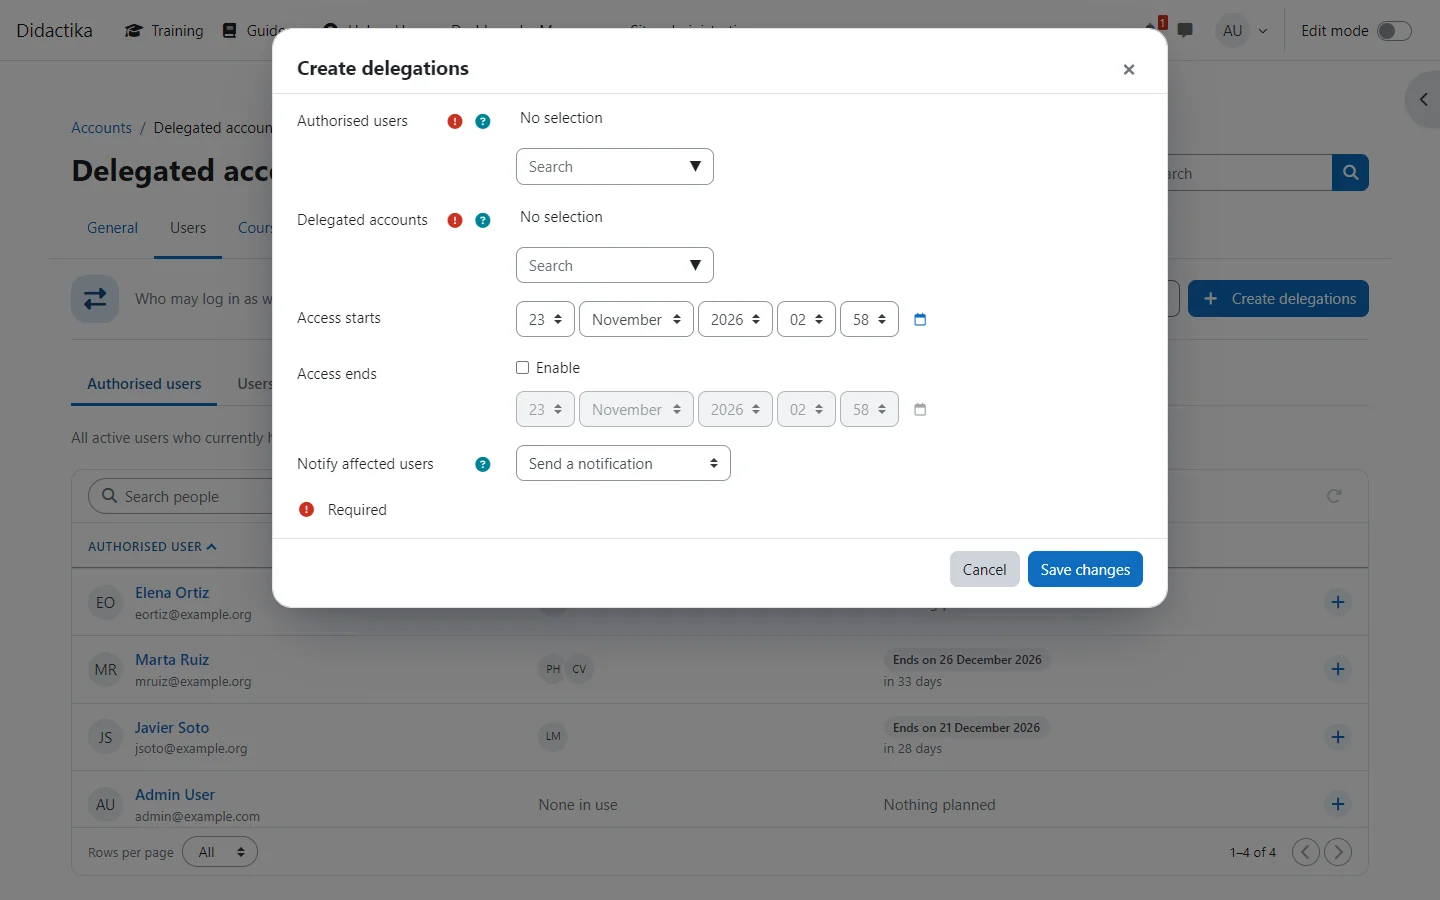 Didactika
Training
AU
Edit mode
1
Create delegations
Accounts / Delegated
Delegated
General
Users
Who may log in as
Create delegations
Authorised users
Users
All active users who currently
Authorised users
No selection
Search
Delegated accounts
No selection
Search
Access starts
23
November
2026
02
58
Access ends
Enable
23
November
2026
02
58
Notify affected users
Send a notification
Required
Cancel
Save changes
Search people
AUTHORISED USER
EO
Elena Ortiz
eortiz@example.org
MR
Marta Ruiz
mruiz@example.org
PH
CV
Ends on 26 December 2026
in 33 days
JS
Javier Soto
jsoto@example.org
LM
Ends on 21 December 2026
in 28 days
AU
Admin User
admin@example.com
None in use
Nothing planned
Rows per page
All
1–4 of 4